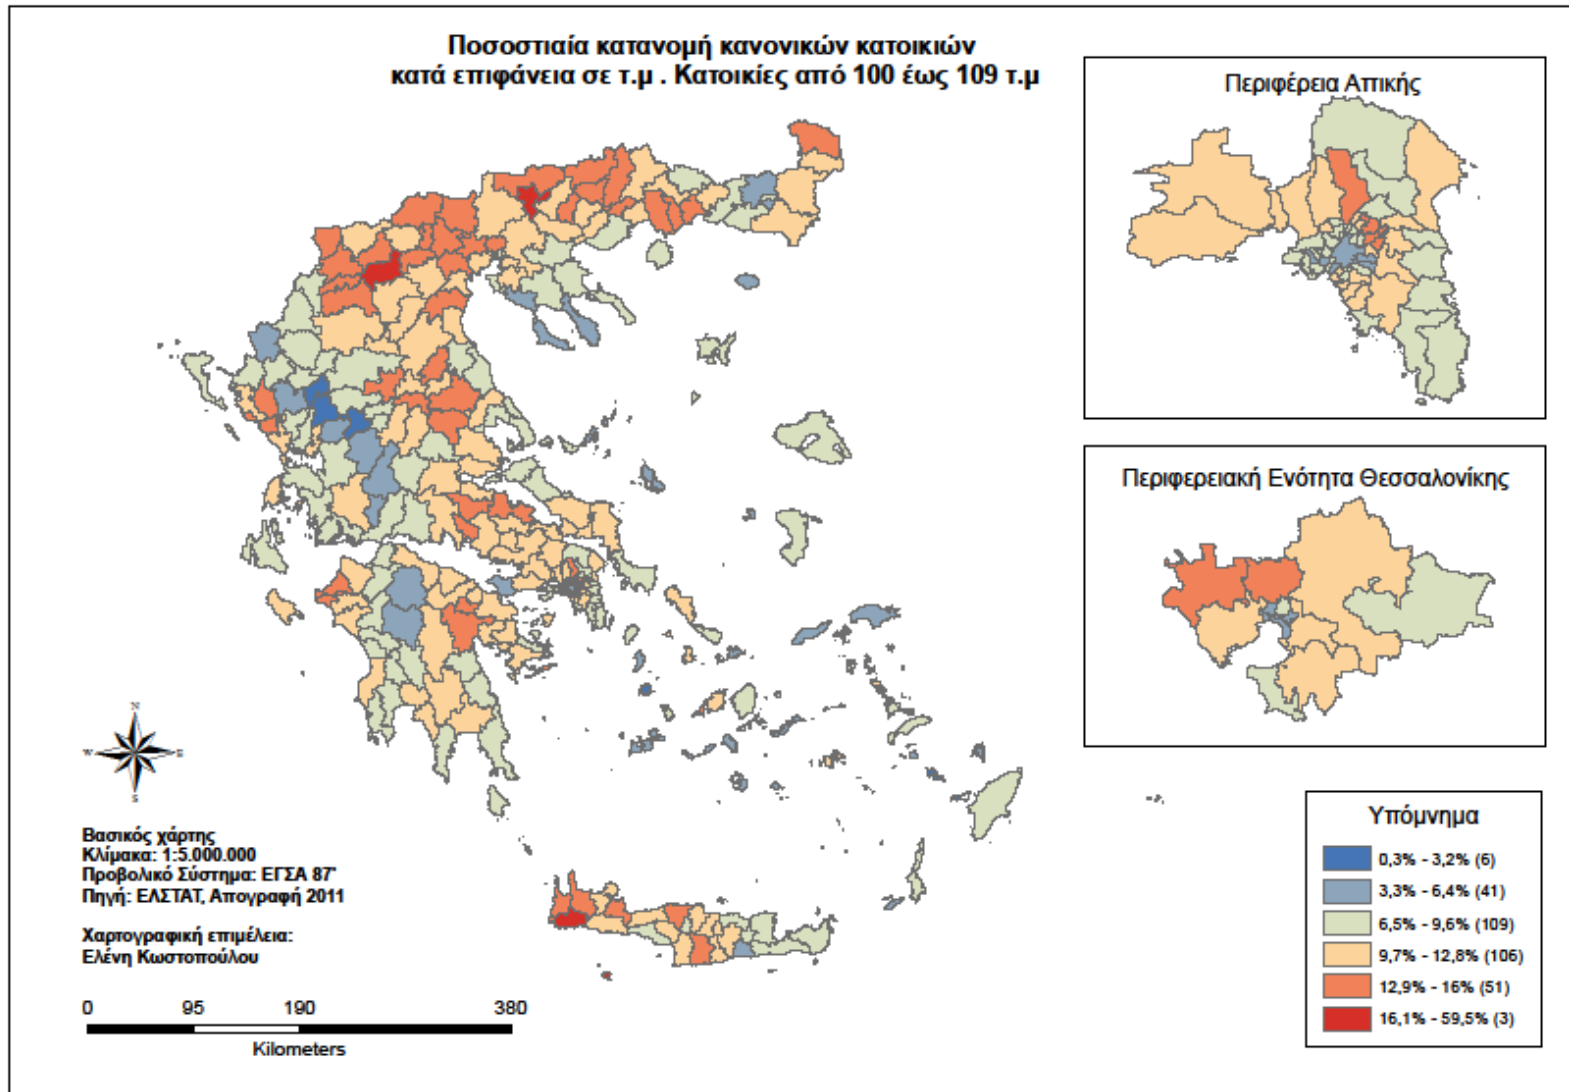 Ποσοστιαία κατανομή κανονικών κατοικιών
κατά επιφάνεια σε τ.μ . Κατοικίες από 100 έως 109 τ.μ
Περιφέρεια Αττικής
Περιφερειακή Ενότητα Θεσσαλονίκης
N
W
E
S
Βασικός χάρτης
Κλίμακα: 1:5.000.000
Προβολικό Σύστημα: ΕΓΣΑ 87'
Πηγή: ΕΛΣΤΑΤ, Απογραφή 2011
Χαρτογραφική επιμέλεια:
Ελένη Κωστοπούλου
0 95 190 380
Kilometers
Υπόμνημα
0,3% - 3,2% (6)
3,3% - 6,4% (41)
6,5% - 9,6% (109)
9,7% - 12,8% (106)
12,9% - 16% (51)
16,1% - 59,5% (3)